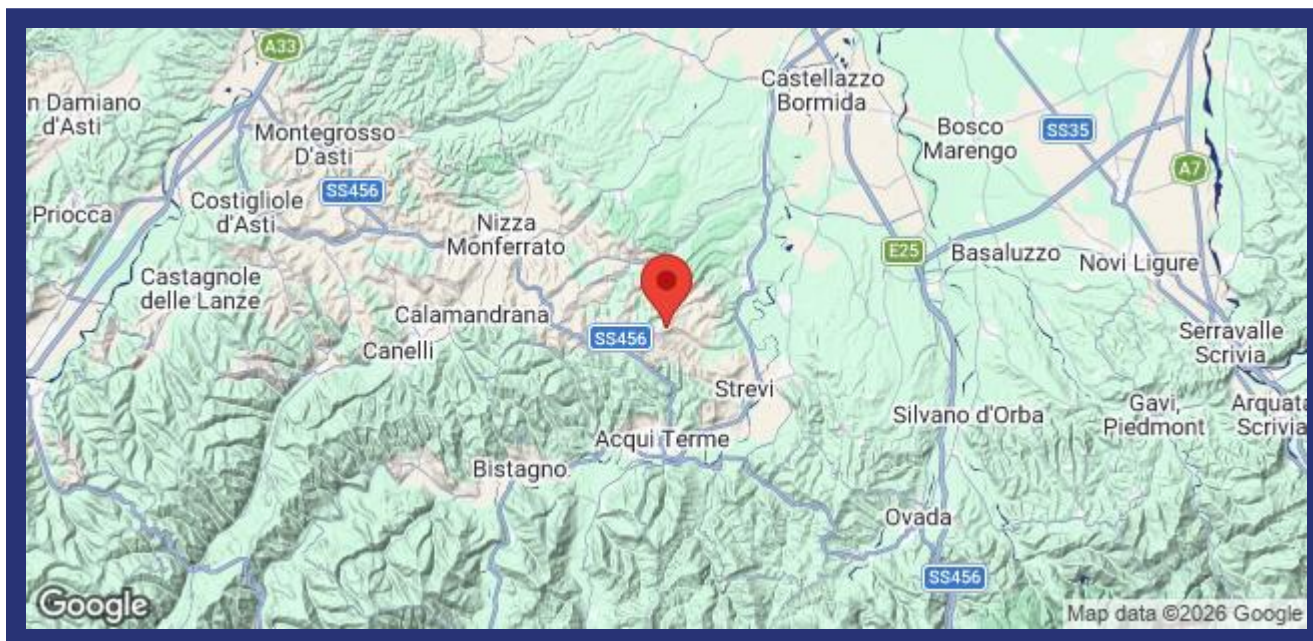 A33
n Damiano
d'Asti
Castellazzo
Bormida
Bosco
Marengo
SS35
Montegrosso
D'asti
A7
SS456
Priocca
Costigliole
d'Asti
Nizza
Monferrato
E25
Basaluzzo
Novi Ligure
Castagnole
delle Lanze
Calamandrana
SS456
Canelli
Serravalle
Scrivia
Strevi
Silvano d'Orba
Gavi,
Piedmont
Arquata
Scrivia
Acqui Terme
Bistagno
Ovada
SS456
Google
Map data ©2026 Google